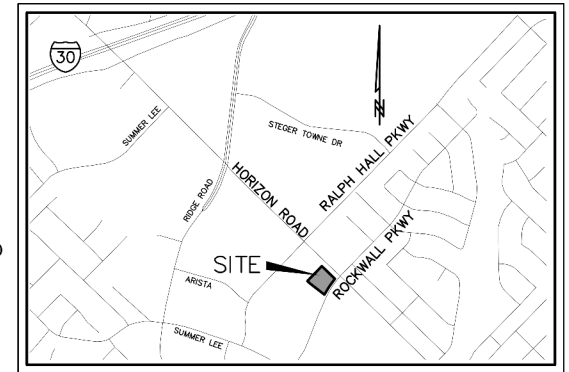 30
SUMMER LEE
STEGER TOWNE DR
RALPH HALL PKWY
HORIZON ROAD
RIDGE ROAD
N
SITE
ROCKWALL PKWY
ARISTA
SUMMER LEE